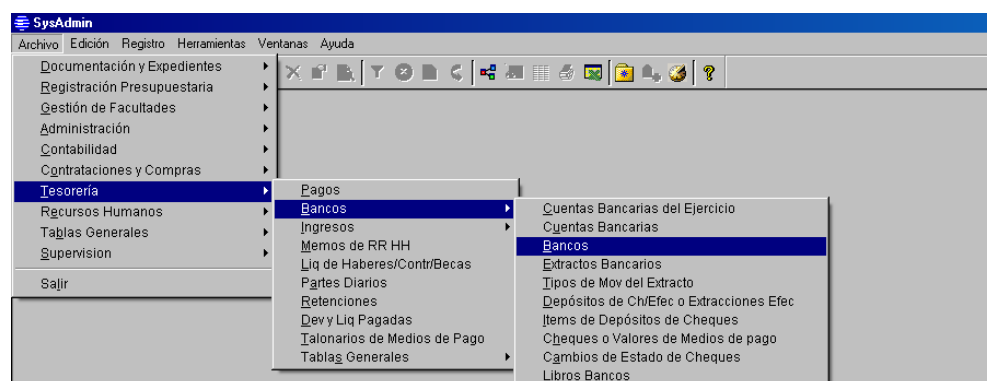 SysAdmin
Archivo Edición Registro Herramientas Ventanas Ayuda
Documentación y Expedientes
Registración Presupuestaria
Gestión de Facultades
Administración
Contabilidad
Contrataciones y Compras
Tesorería
Recursos Humanos
Tablas Generales
Supervision
Salir
Pagos
Bancos
Ingresos
Memos de RR HH
Liq de Haberes/Contr/Becas
Partes Diarios
Retenciones
Dev y Liq Pagadas
Talonarios de Medios de Pago
Tablas Generales
Cuentas Bancarias del Ejercicio
Cuentas Bancarias
Bancos
Extractos Bancarios
Tipos de Mov del Extracto
Depósitos de Ch/Efec o Extracciones Efec
Items de Depósitos de Cheques
Cheques o Valores de Medios de pago
Cambios de Estado de Cheques
Libros Bancos